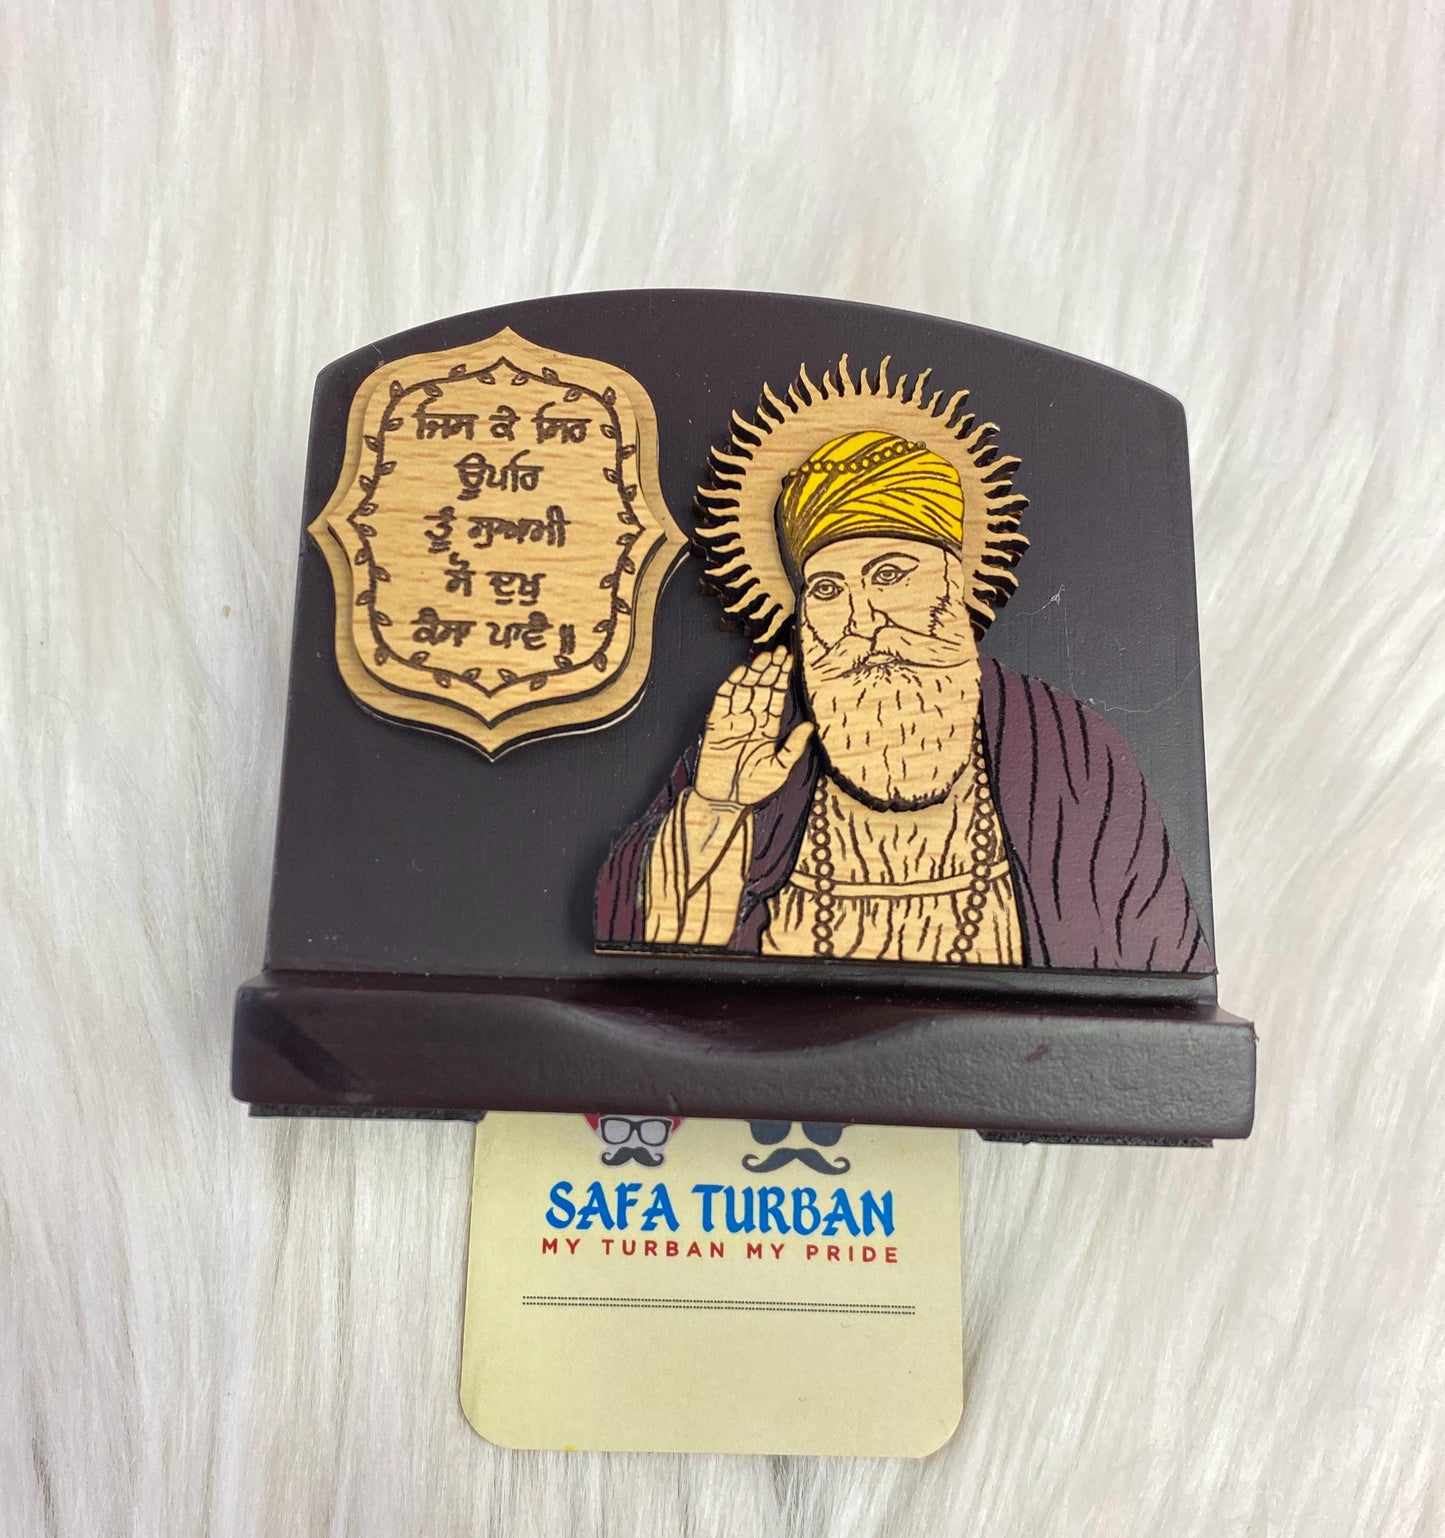 ਜਿਸ ਕੇ ਸਿਰ
ਊਪਰਿ
ਤੂੰ ਸੁਆਮੀ
ਸੋ ਦੁਖੁ
ਕੈਸਾ ਪਾਵੈ॥
SAFA TURBAN
MY TURBAN MY PRIDE